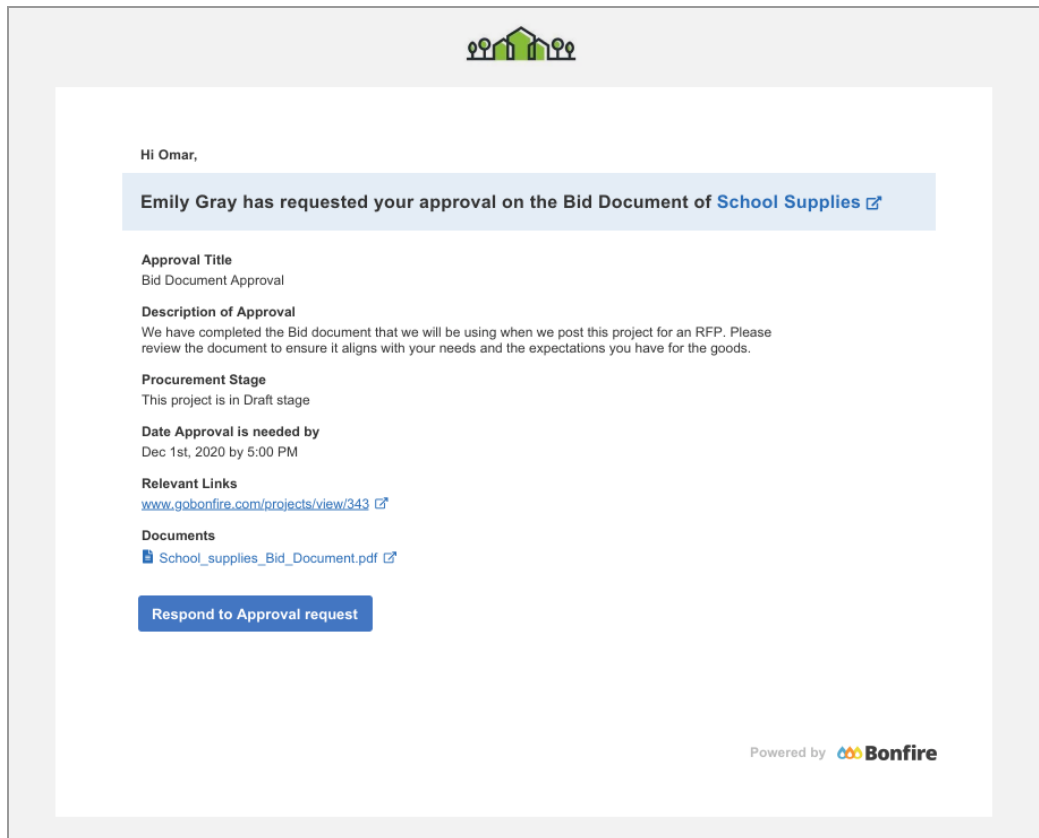 Hi Omar,
Emily Gray has requested your approval on the Bid Document of School Supplies
Approval Title
Bid Document Approval
Description of Approval
We have completed the Bid document that we will be using when we post this project for an RFP. Please
review the document to ensure it aligns with your needs and the expectations you have for the goods.
Procurement Stage
This project is in Draft stage
Date Approval is needed by
Dec 1st, 2020 by 5:00 PM
Relevant Links
www.gobonfire.com/projects/view/343
Documents
School_supplies_Bid_Document.pdf
Respond to Approval request
Powered by Bonfire